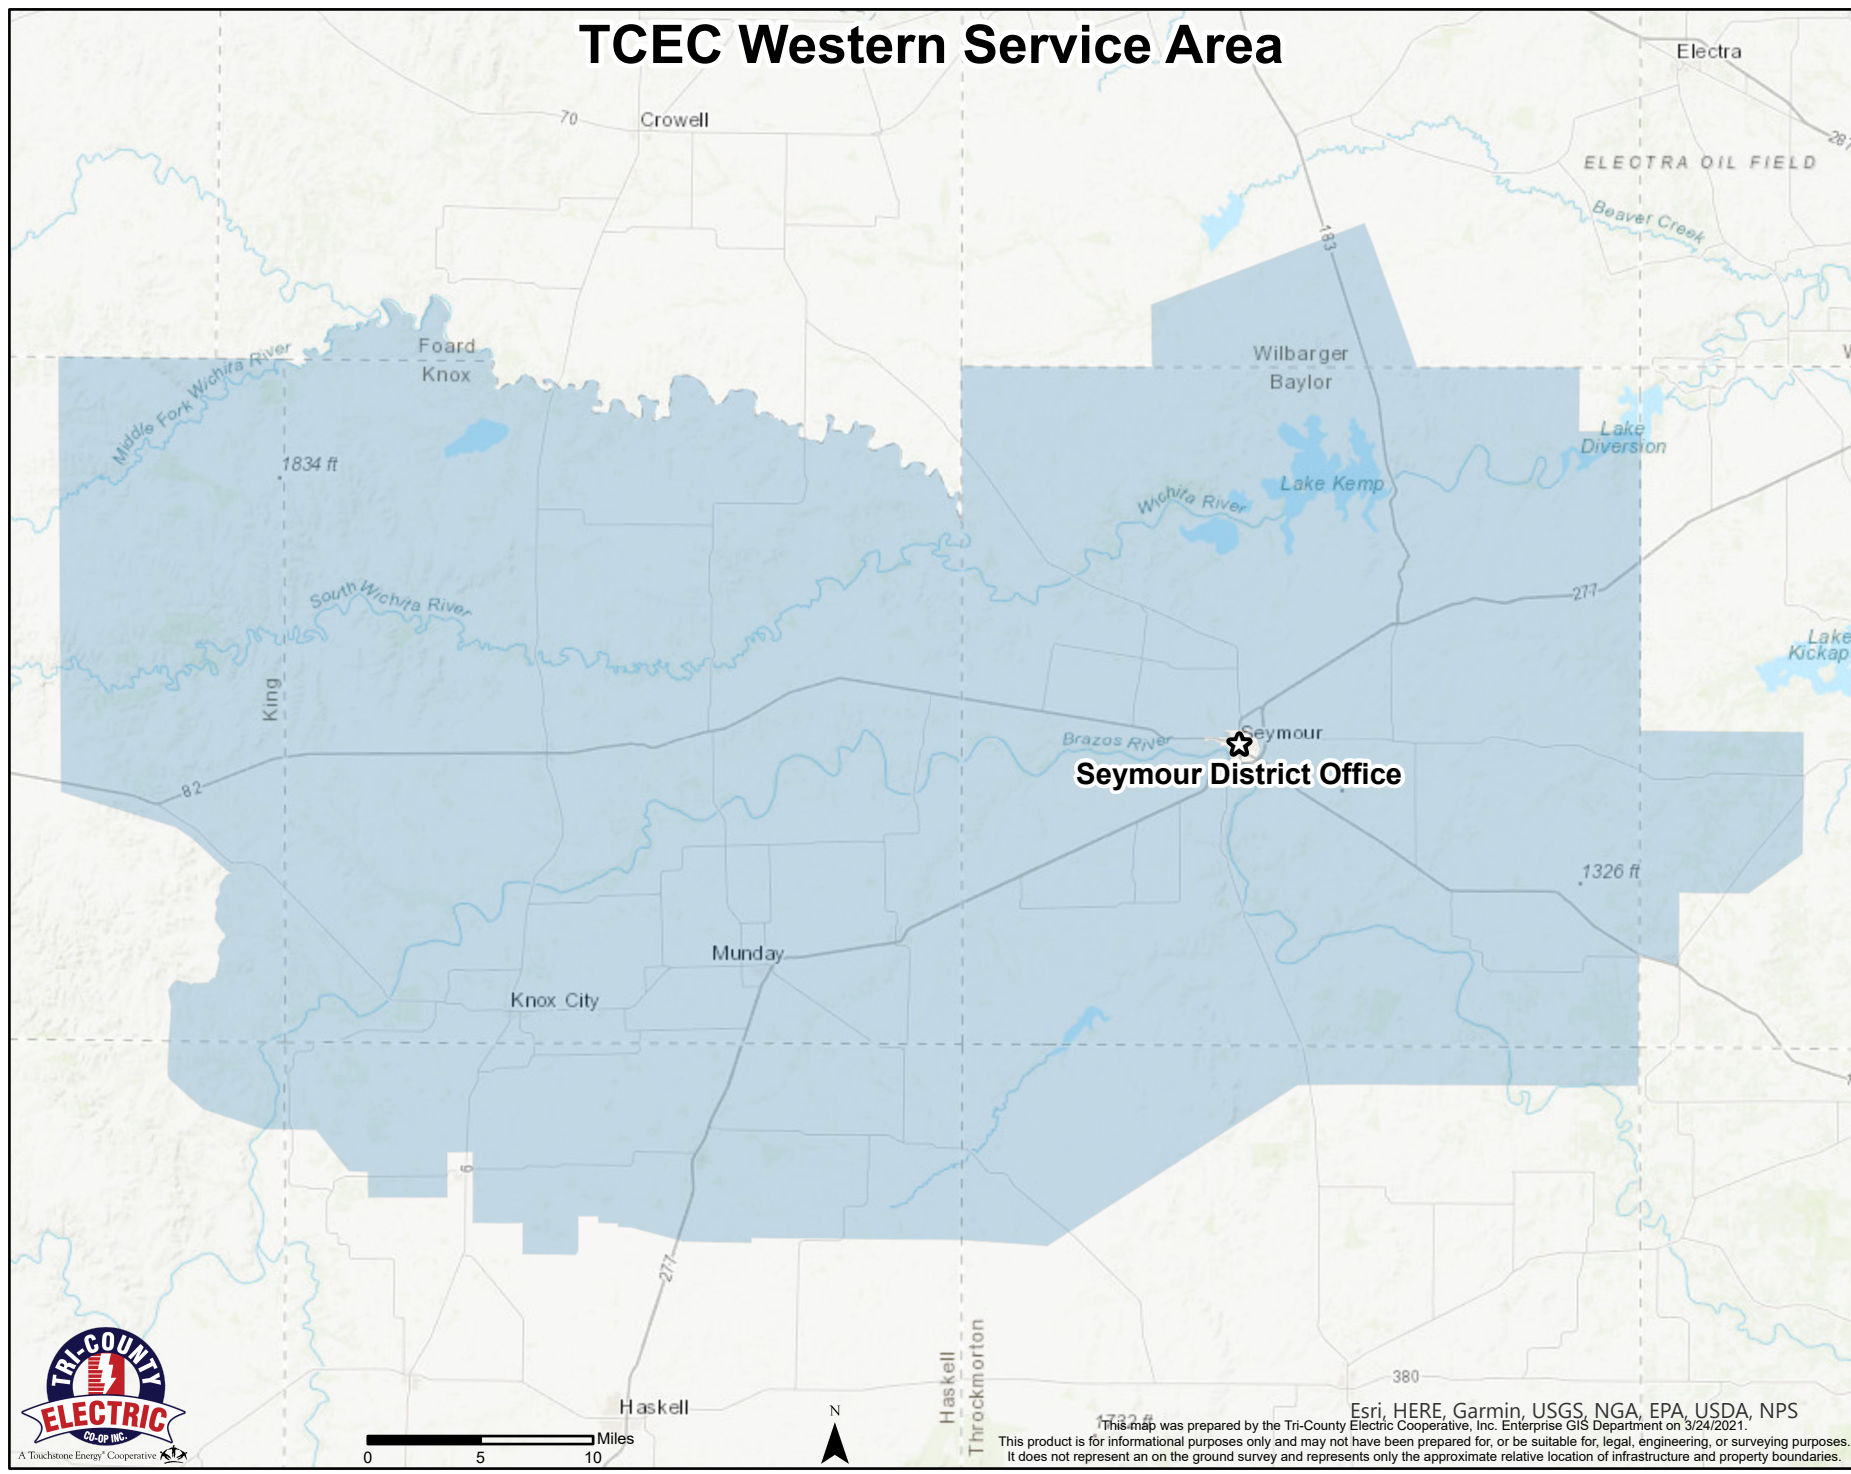 TCEC Western Service Area
Electra
70
Crowell
287
ELECTRA OIL FIELD
Beaver Creek
183
Foard
Knox
Wilbarger
Baylor
Middle Fork Wichita River
Lake
Diversion
1834 ft
Lake Kemp
Wichita River
South Wichita River
277
Lake
Kickap
King
Brazos River
Seymour
Seymour District Office
82
1326 ft
Munday
Knox City
6
277
Haskell
Throckmorton
380
Haskell
TRI-COUNTY
ELECTRIC
CO-OP INC.
A Touchstone Energy® Cooperative
Miles
0 5 10
N
Esri, HERE, Garmin, USGS, NGA, EPA, USDA, NPS
This map was prepared by the Tri-County Electric Cooperative, Inc. Enterprise GIS Department on 3/24/2021.
This product is for informational purposes only and may not have been prepared for, or be suitable for, legal, engineering, or surveying purposes.
It does not represent an on the ground survey and represents only the approximate relative location of infrastructure and property boundaries.